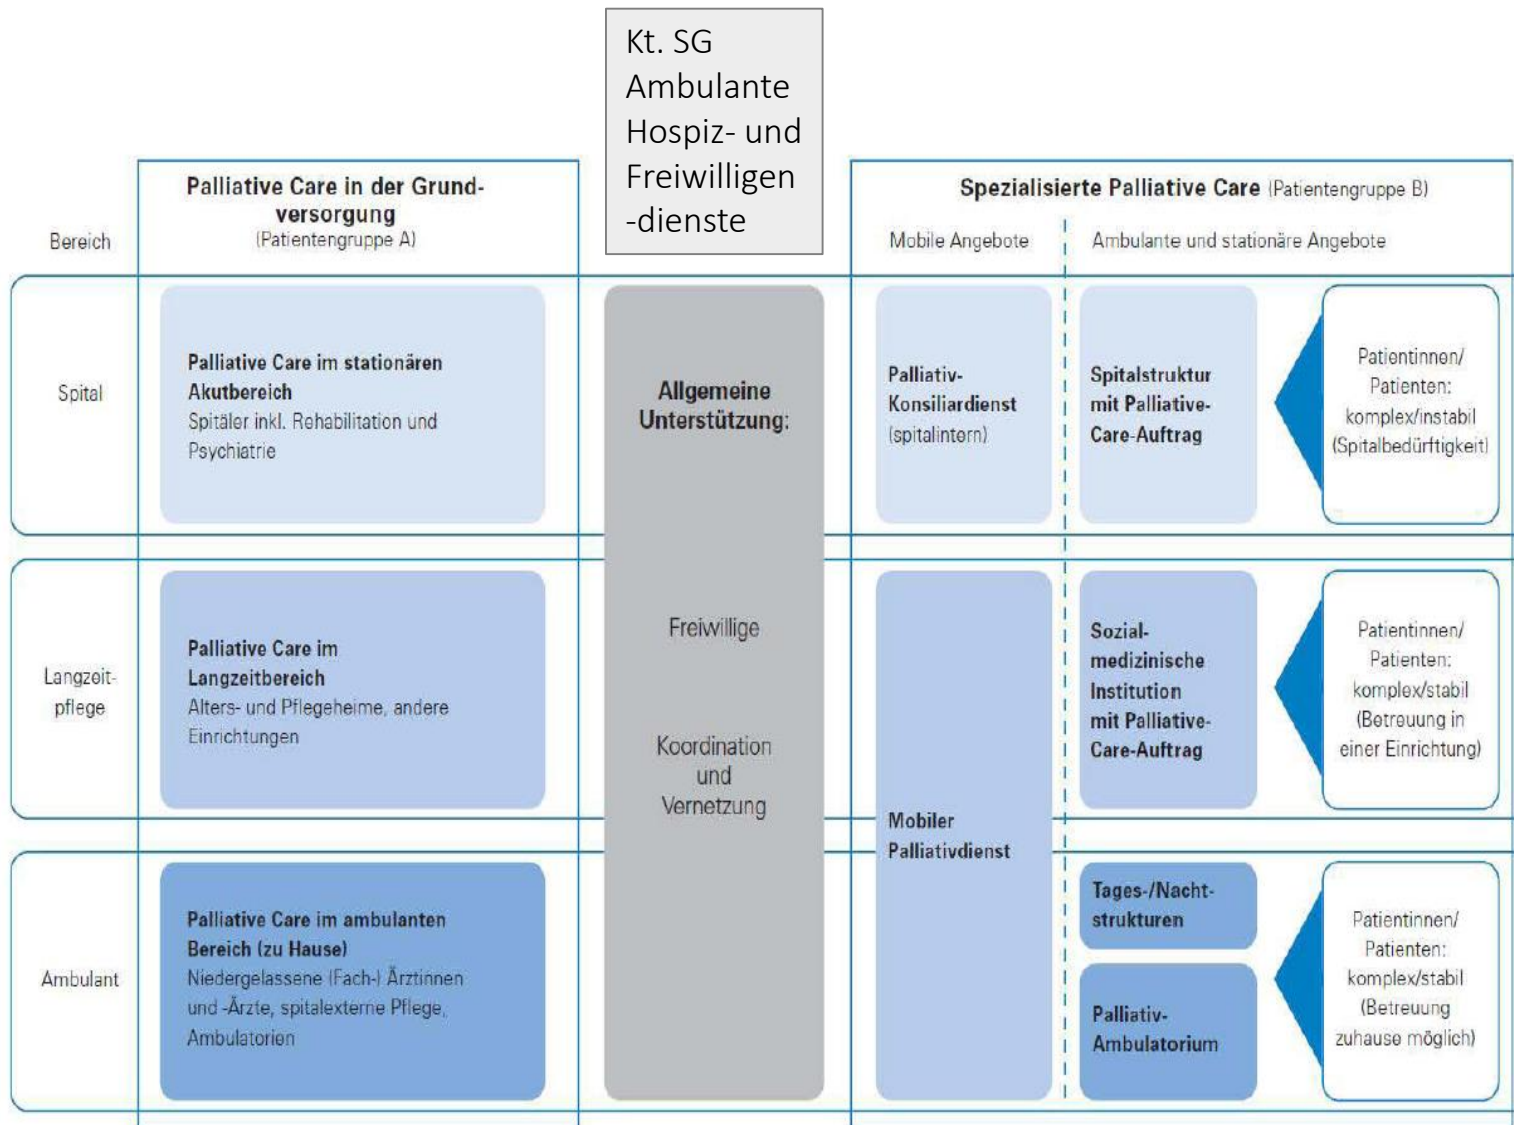 Kt. SG
Ambulante
Hospiz- und
Freiwilligen
-dienste
Bereich
Palliative Care in der Grund-
versorgung
(Patientengruppe A)
Spezialisierte Palliative Care (Patientengruppe B)
Mobile Angebote
Ambulante und stationäre Angebote
Spital
Palliative Care im stationären
Akutbereich
Spitäler inkl. Rehabilitation und
Psychiatrie
Allgemeine
Unterstützung:
Palliativ-
Konsiliardienst
(spitalintern)
Spitalstruktur
mit Palliative-
Care-Auftrag
Patientinnen/
Patienten:
komplex/instabil
(Spitalbedürftigkeit)
Langzeit-
pflege
Palliative Care im
Langzeitbereich
Alters- und Pflegeheime, andere
Einrichtungen
Freiwillige
Koordination
und
Vernetzung
Mobiler
Palliativdienst
Sozial-
medizinische
Institution
mit Palliative-
Care-Auftrag
Patientinnen/
Patienten:
komplex/stabil
(Betreuung in
einer Einrichtung)
Ambulant
Palliative Care im ambulanten
Bereich (zu Hause)
Niedergelassene (Fach-) Ärztinnen
und -Ärzte, spitalexterne Pflege,
Ambulatorien
Tages-/Nacht-
strukturen
Palliativ-
Ambulatorium
Patientinnen/
Patienten:
komplex/stabil
(Betreuung
zuhause möglich)